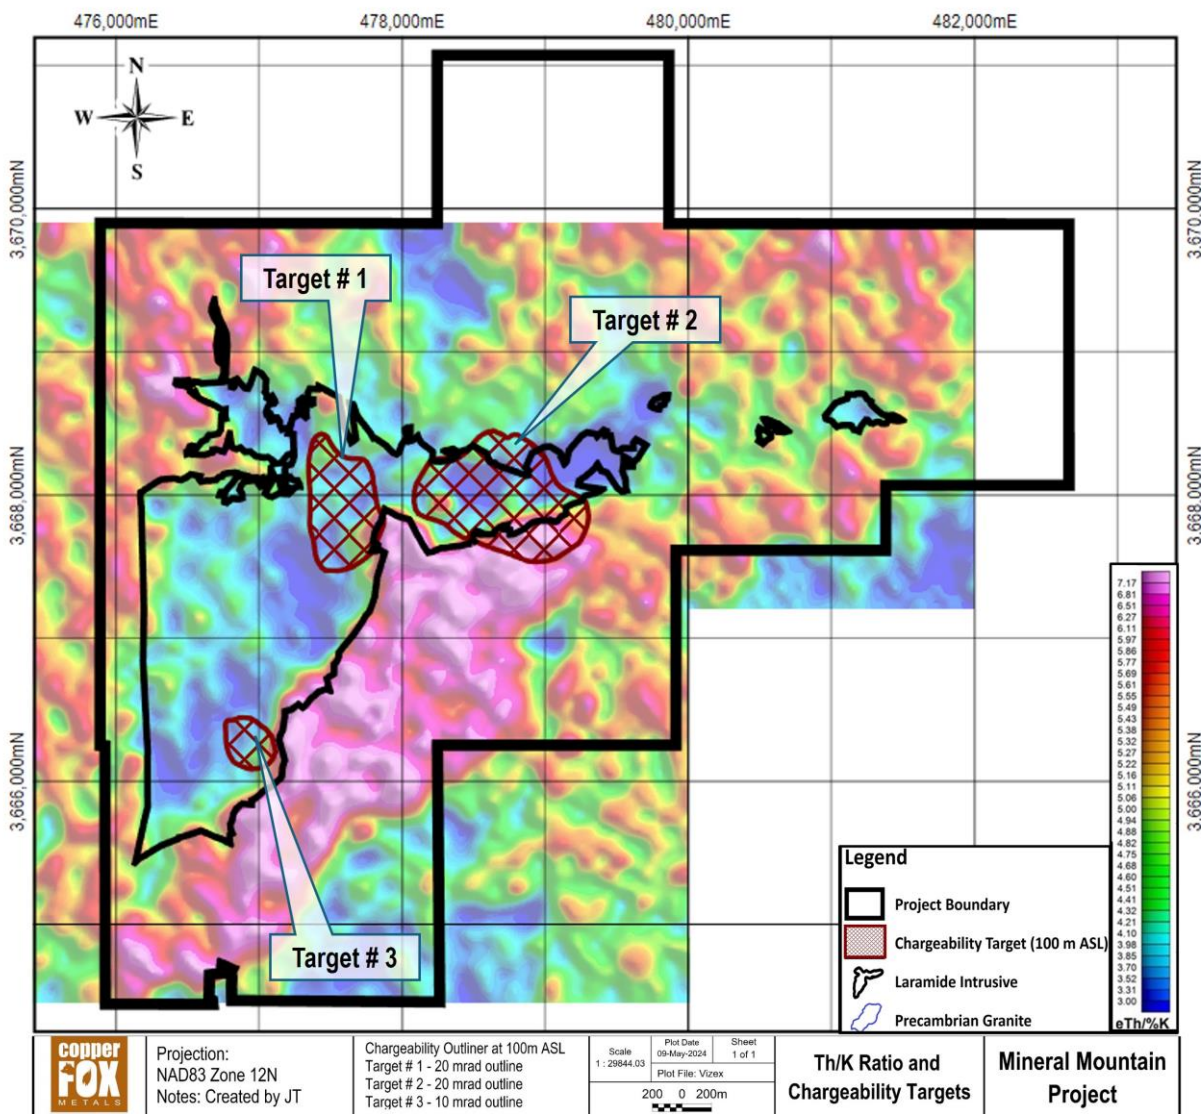 476,000mE
478,000mE
480,000mE
482,000mE
N
W
E
S
3,670,000mN
3,670,000mN
Target # 1
Target # 2
3,668,000mN
3,668,000mN
3,666,000mN
3,666,000mN
Target # 3
7.17
6.81
6.51
6.27
6.11
5.97
5.86
5.77
5.69
5.61
5.55
5.49
5.43
5.38
5.32
5.27
5.22
5.16
5.11
5.06
5.00
4.94
4.88
4.82
4.75
4.68
4.60
4.51
4.41
4.32
4.21
4.10
3.98
3.85
3.70
3.52
3.31
3.00
eTh/%K
Legend
Project Boundary
Chargeability Target (100 m ASL)
Laramide Intrusive
Precambrian Granite
copper
FOX
METALS
Projection:
NAD83 Zone 12N
Notes: Created by JT
Chargeability Outliner at 100m ASL
Target # 1 - 20 mrad outline
Target # 2 - 20 mrad outline
Target # 3 - 10 mrad outline
Scale
1 : 29844.03
Plot Date
09-May-2024
Sheet
1 of 1
Plot File: Vizex
200 0 200m
Th/K Ratio and
Chargeability Targets
Mineral Mountain
Project